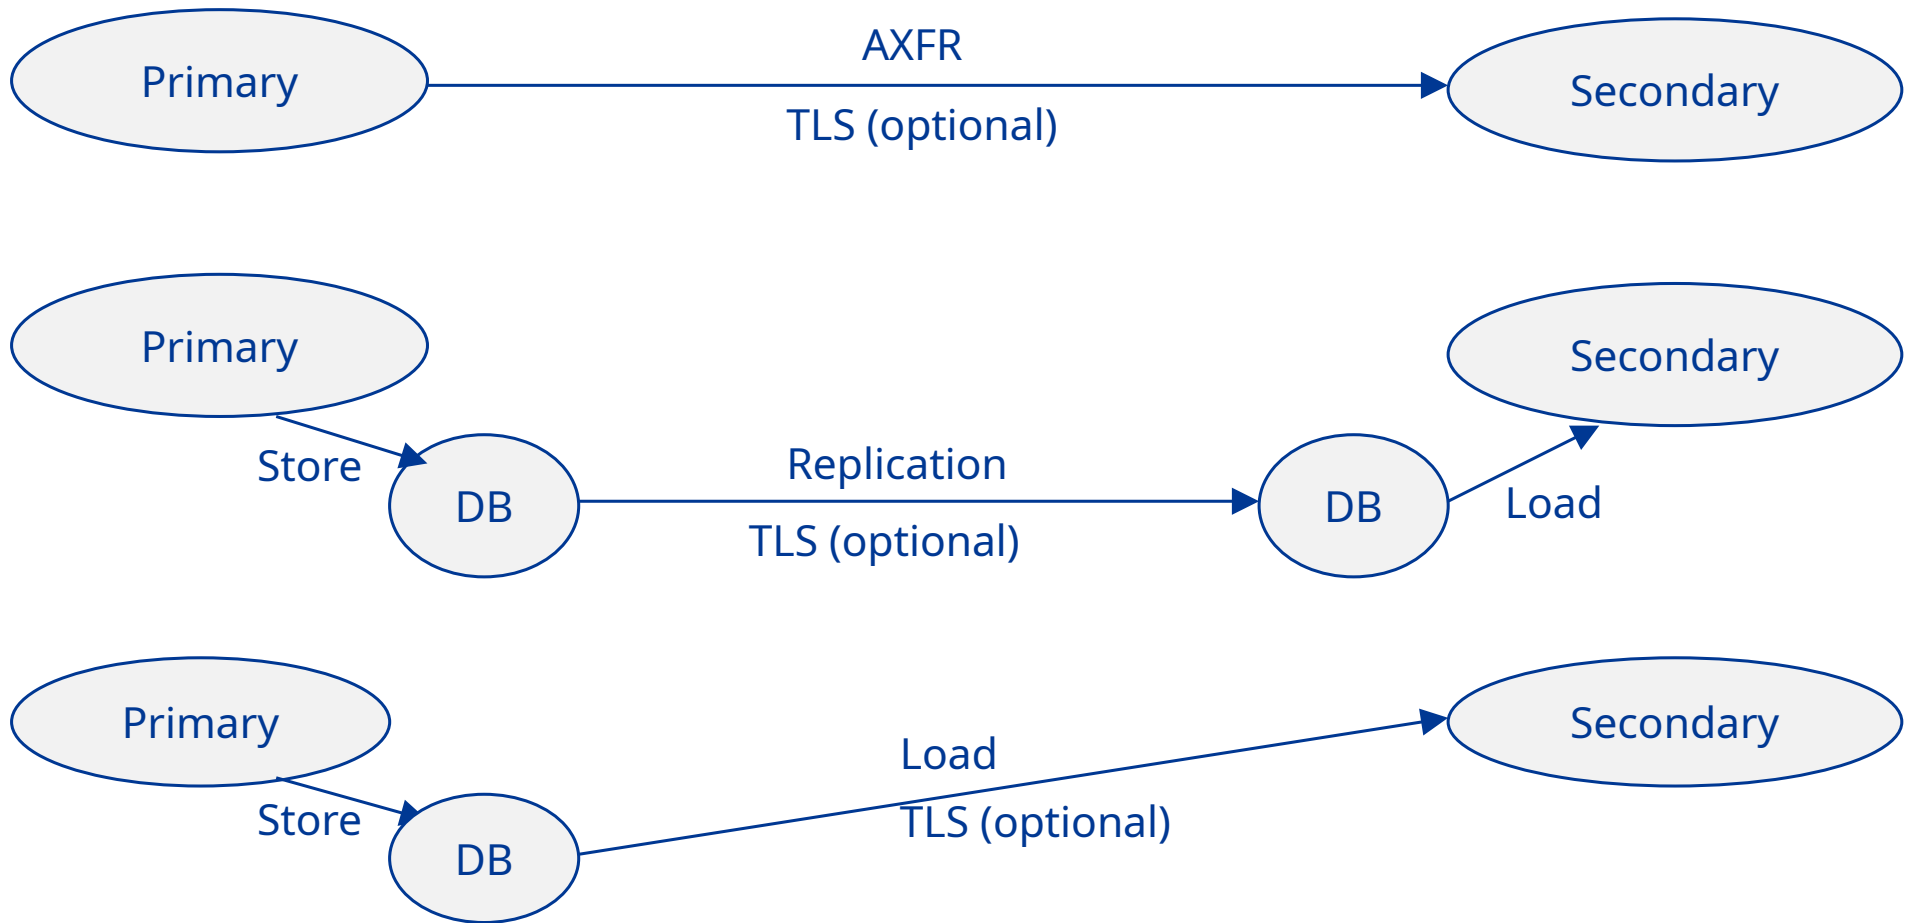 Primary
AXFR
TLS (optional)
Secondary
Primary
Store
DB
Replication
TLS (optional)
DB
Load
Secondary
Primary
Store
DB
Load
TLS (optional)
Secondary